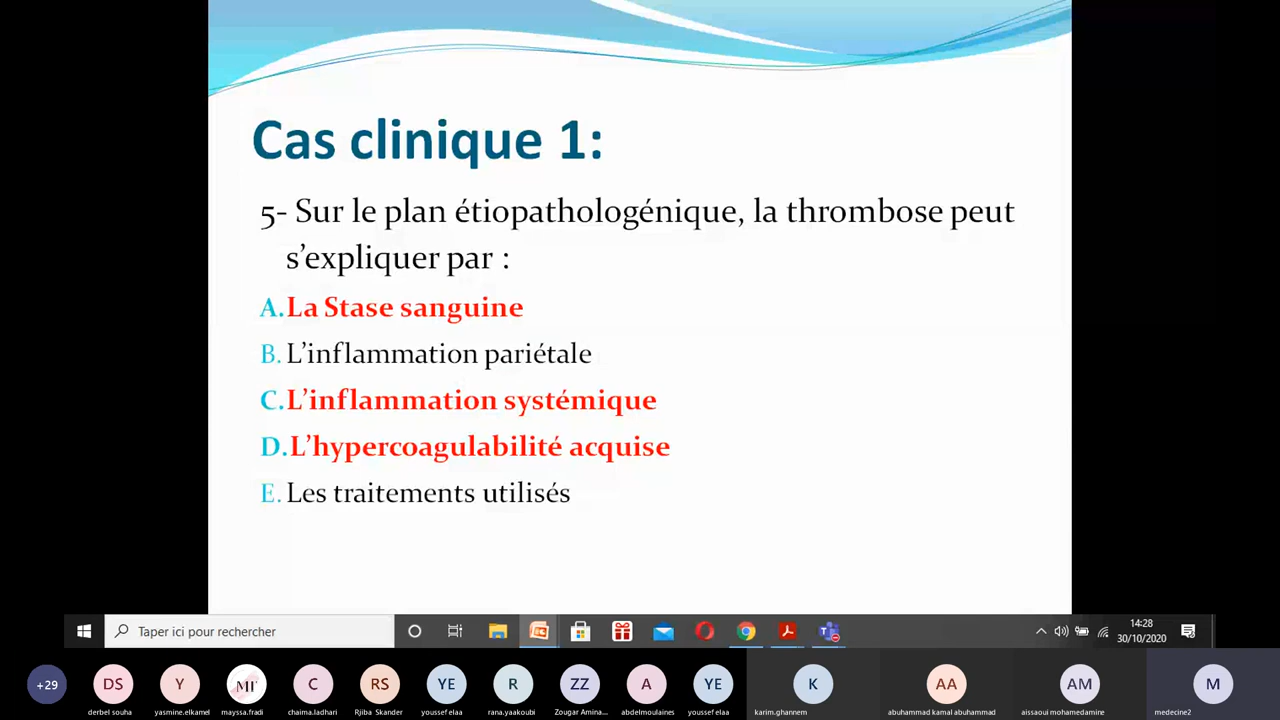 Cas clinique 1:
5- Sur le plan étiopathologénique, la thrombose peut
s’expliquer par :
A. La Stase sanguine
B. L’inflammation pariétale
C. L’inflammation systémique
D. L’hypercoagulabilité acquise
E. Les traitements utilisés
Taper ici pour rechercher
14:28
30/10/2020
+29 DS Y MF C RS YE R ZZ A YE K AA AM M
derbel souha yasmine.elkamel mayssa.fradi chaima.ladhari Rjiba Skander youssef elaa rana.yaakoubi Zougar Amina... abdelmoulaines youssef elaa karim.ghannem abuhammad kamal abuhammad aissaoui mohamedamine medecine2